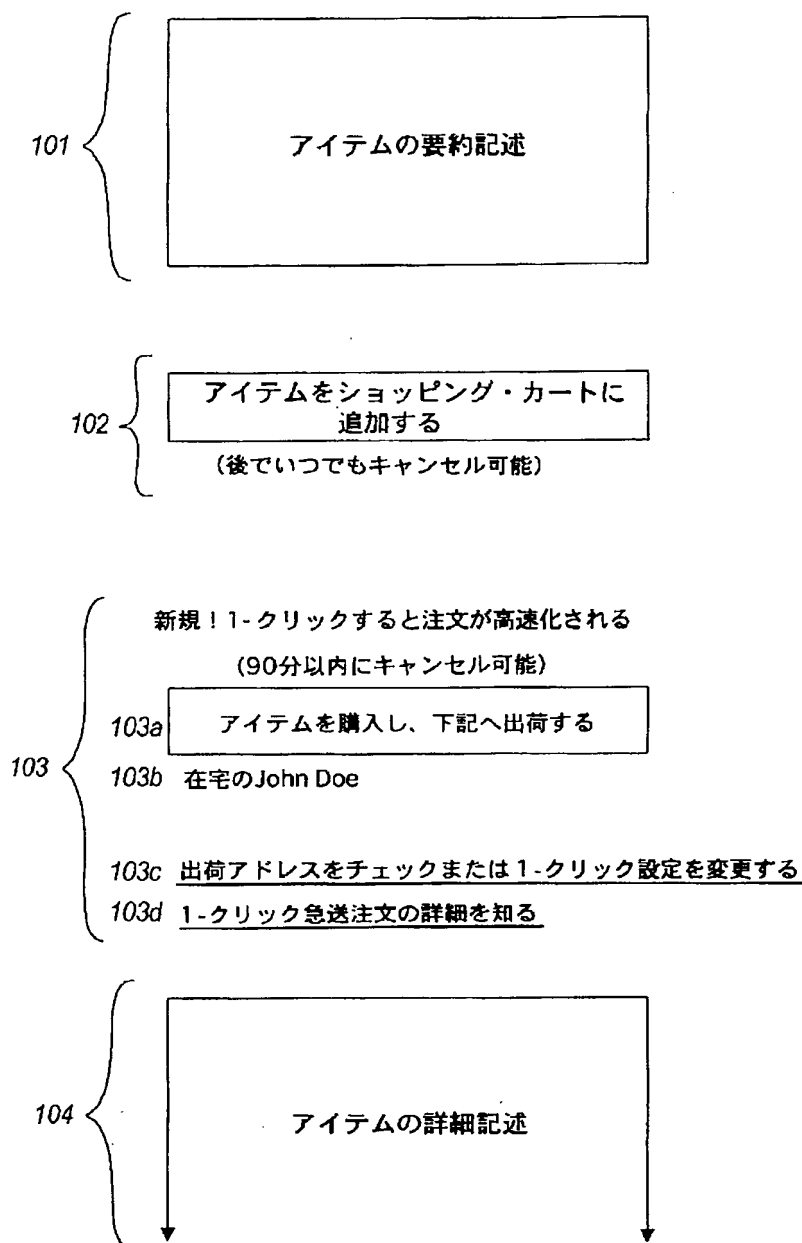 101
アイテムの要約記述
102
アイテムをショッピング・カートに
追加する
(後でいつでもキャンセル可能)
103
新規！1-クリックすると注文が高速化される
(90分以内にキャンセル可能)
103a アイテムを購入し、下記へ出荷する
103b 在宅のJohn Doe
103c 出荷アドレスをチェックまたは1-クリック設定を変更する
103d 1-クリック急送注文の詳細を知る
104
アイテムの詳細記述